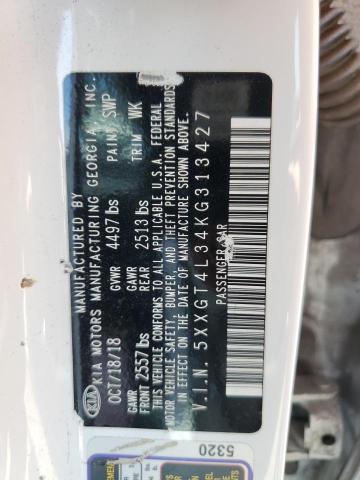 MANUFACTURED BY
KIA KIA MOTORS MANUFACTURING GEORGIA INC.
OCT/18/18 GVWR 4497 lbs PAINT SWP
GAWR GAWR TRIM WK
FRONT 2557 lbs REAR 2513 lbs
THIS VEHICLE CONFORMS TO ALL APPLICABLE U.S.A. FEDERAL
MOTOR VEHICLE SAFETY, BUMPER, AND THEFT PREVENTION STANDARDS
IN EFFECT ON THE DATE OF MANUFACTURE SHOWN ABOVE.
V.I.N. 5XXGT4L34KG313427
PASSENGER CAR
5320